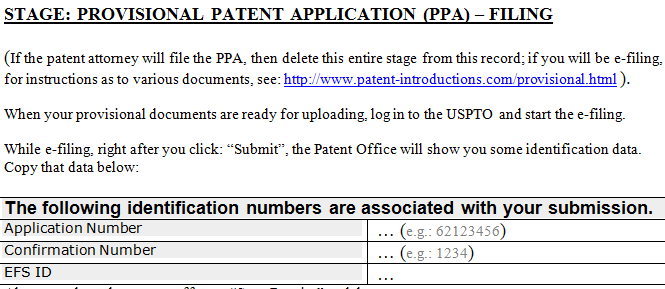 STAGE: PROVISIONAL PATENT APPLICATION (PPA) – FILING
(If the patent attorney will file the PPA, then delete this entire stage from this record; if you will be e-filing,
for instructions as to various documents, see: http://www.patent-introductions.com/provisional.html ).
When your provisional documents are ready for uploading, log in to the USPTO and start the e-filing.
While e-filing, right after you click: “Submit”, the Patent Office will show you some identification data.
Copy that data below:
The following identification numbers are associated with your submission.
Application Number … (e.g.: 62123456)
Confirmation Number … (e.g.: 1234)
EFS ID …